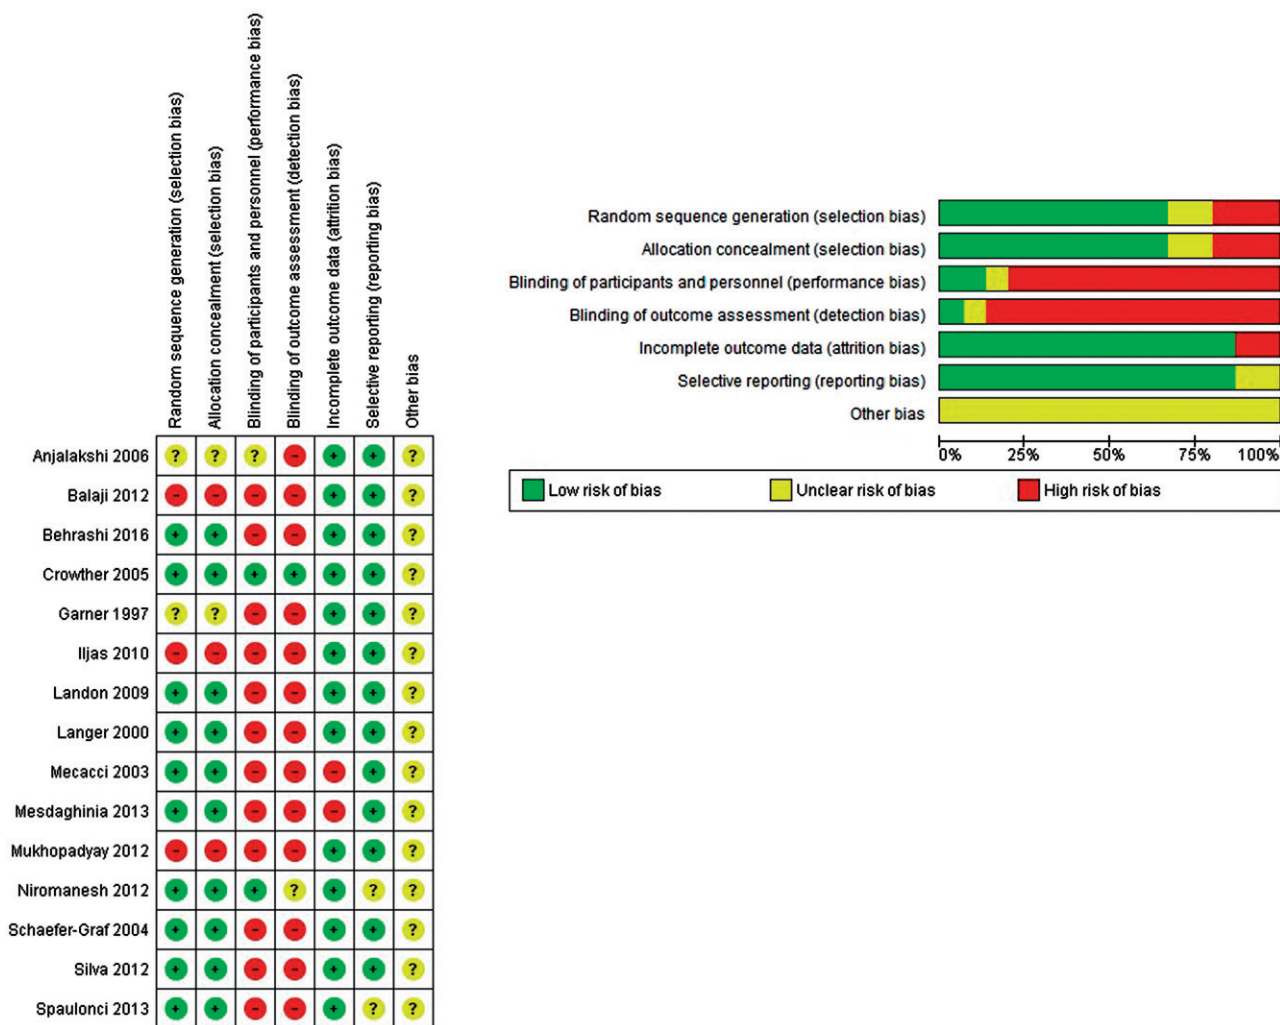 Random sequence generation (selection bias)
Allocation concealment (selection bias)
Blinding of participants and personnel (performance bias)
Blinding of outcome assessment (detection bias)
Incomplete outcome data (attrition bias)
Selective reporting (reporting bias)
Other bias
Anjalakshi 2006 ? ? ? - + + ?
Balaji 2012 - - - - + + ?
Behrashi 2016 + + - - + + ?
Crowther 2005 + + + + + + ?
Garner 1997 ? ? - - + + ?
Iljas 2010 - - - - + + ?
Landon 2009 + + - - + + ?
Langer 2000 + + - - + + ?
Mecacci 2003 + + - - - + ?
Mesdaghinia 2013 + + - - - + ?
Mukhopadyay 2012 - - - - + + ?
Niromanesh 2012 + + + ? + ? ?
Schaefer-Graf 2004 + + - - + + ?
Silva 2012 + + - - + + ?
Spaulonci 2013 + + - - + ? ?
Random sequence generation (selection bias)
Allocation concealment (selection bias)
Blinding of participants and personnel (performance bias)
Blinding of outcome assessment (detection bias)
Incomplete outcome data (attrition bias)
Selective reporting (reporting bias)
Other bias
0% 25% 50% 75% 100%
Low risk of bias Unclear risk of bias High risk of bias